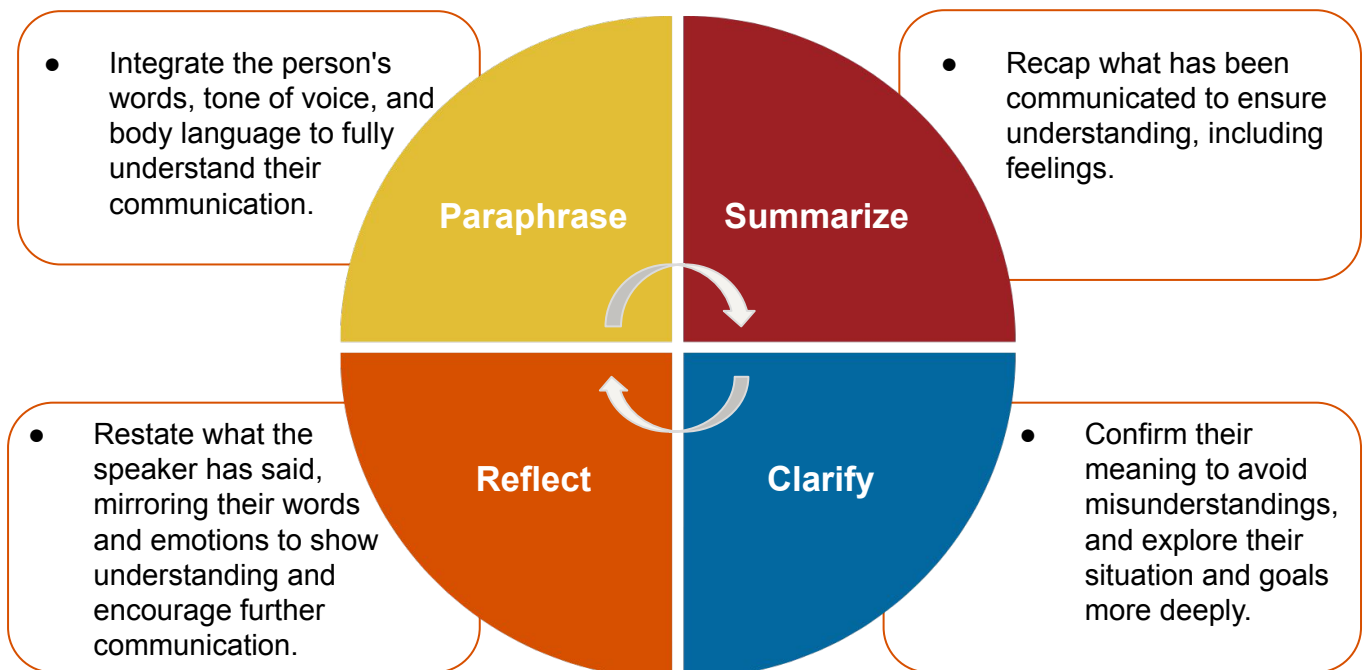 ● Integrate the person's
words, tone of voice, and
body language to fully
understand their
communication.
Paraphrase
● Recap what has been
communicated to ensure
understanding, including
feelings.
Summarize
● Restate what the
speaker has said,
mirroring their words
and emotions to show
understanding and
encourage further
communication.
Reflect
● Confirm their
meaning to avoid
misunderstandings,
and explore their
situation and goals
more deeply.
Clarify